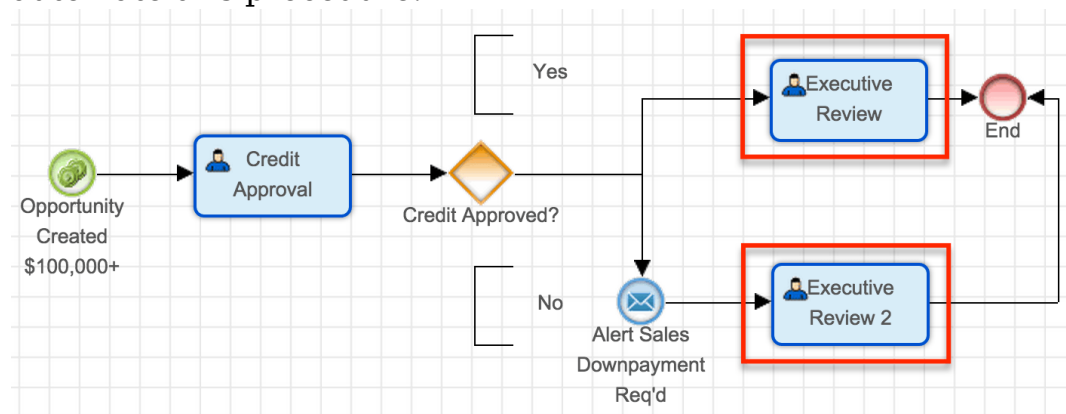 Yes
Executive
Review
End
Credit
Approval
Opportunity
Created
$100,000+
Credit Approved?
No
Executive
Review 2
Alert Sales
Downpayment
Req'd